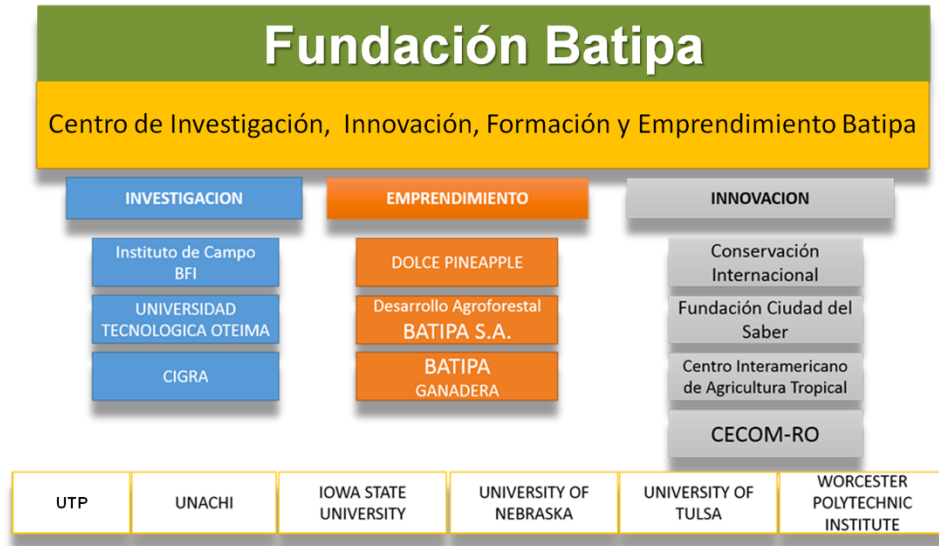 Fundación Batipa
Centro de Investigación, Innovación, Formación y Emprendimiento Batipa
INVESTIGACION
Instituto de Campo
BFI
UNIVERSIDAD
TECNOLOGICA OTEIMA
CIGRA
EMPRENDIMIENTO
DOLCE PINEAPPLE
Desarrollo Agroforestal
BATIPA S.A.
BATIPA
GANADERA
INNOVACION
Conservación
Internacional
Fundación Ciudad del
Saber
Centro Interamericano
de Agricultura Tropical
CECOM-RO
UTP
UNACHI
IOWA STATE
UNIVERSITY
UNIVERSITY OF
NEBRASKA
UNIVERSITY OF
TULSA
WORCESTER
POLYTECHNIC
INSTITUTE